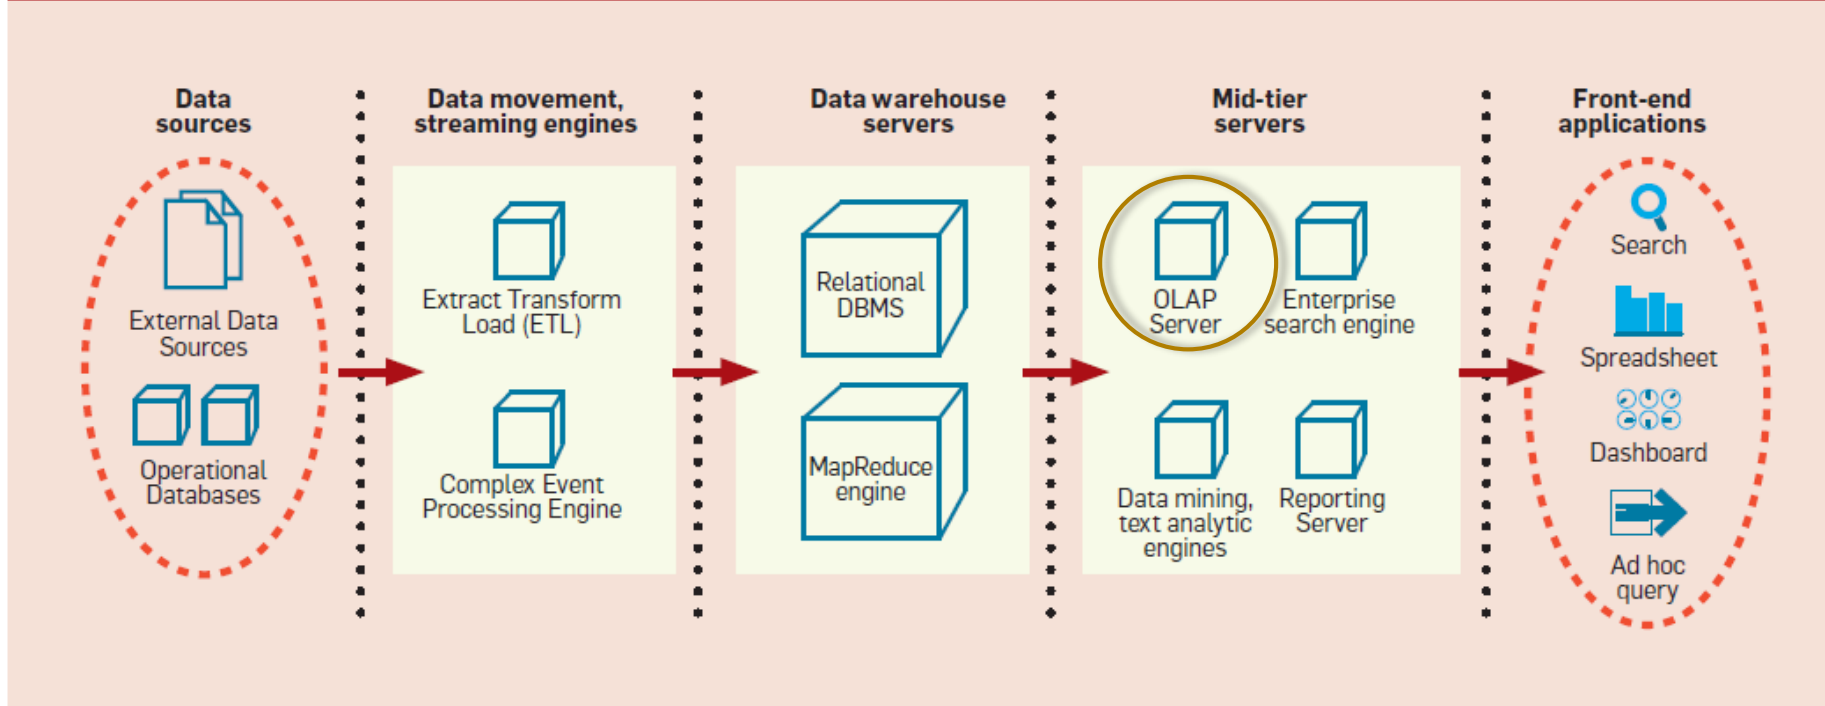 Data
sources
Data movement,
streaming engines
Data warehouse
servers
Mid-tier
servers
Front-end
applications
External Data
Sources
Operational
Databases
Extract Transform
Load (ETL)
Complex Event
Processing Engine
Relational
DBMS
MapReduce
engine
OLAP
Server
Enterprise
search engine
Data mining,
text analytic
engines
Reporting
Server
Search
Spreadsheet
Dashboard
Ad hoc
query